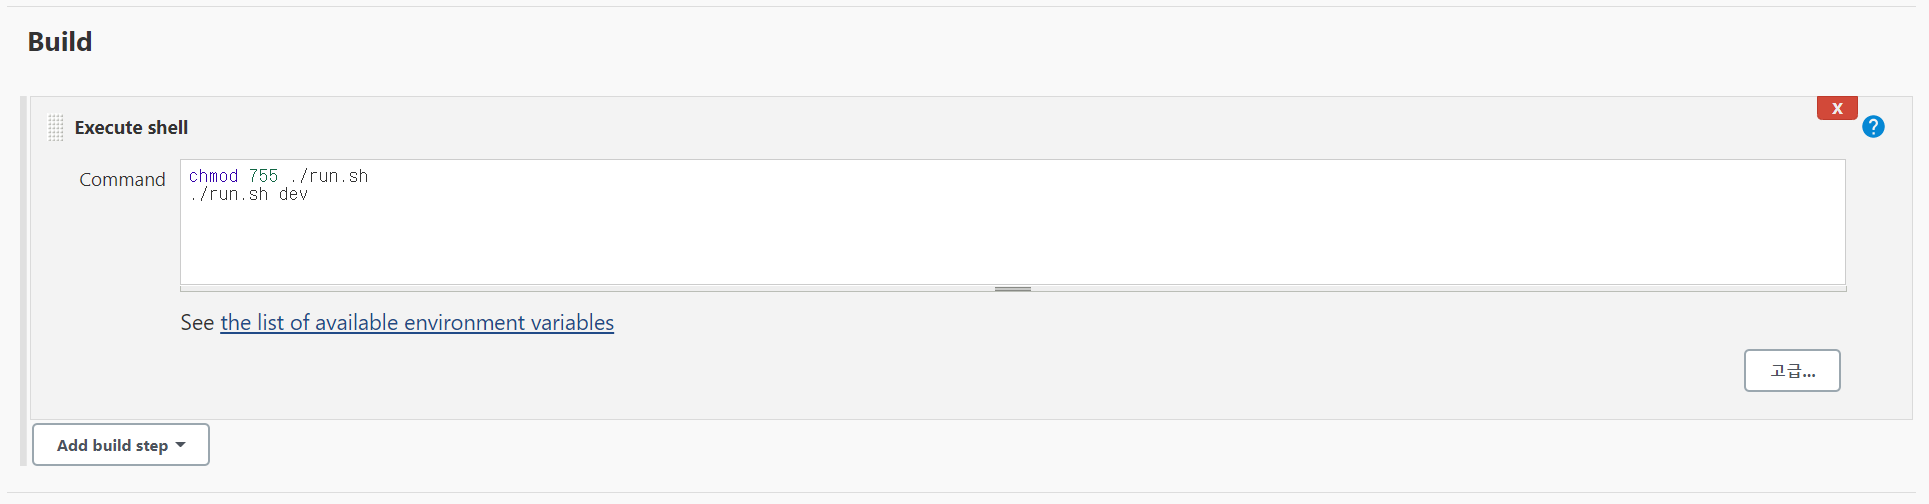 Build
Execute shell
X
?
Command
chmod 755 ./run.sh
./run.sh dev
See the list of available environment variables
고급...
Add build step